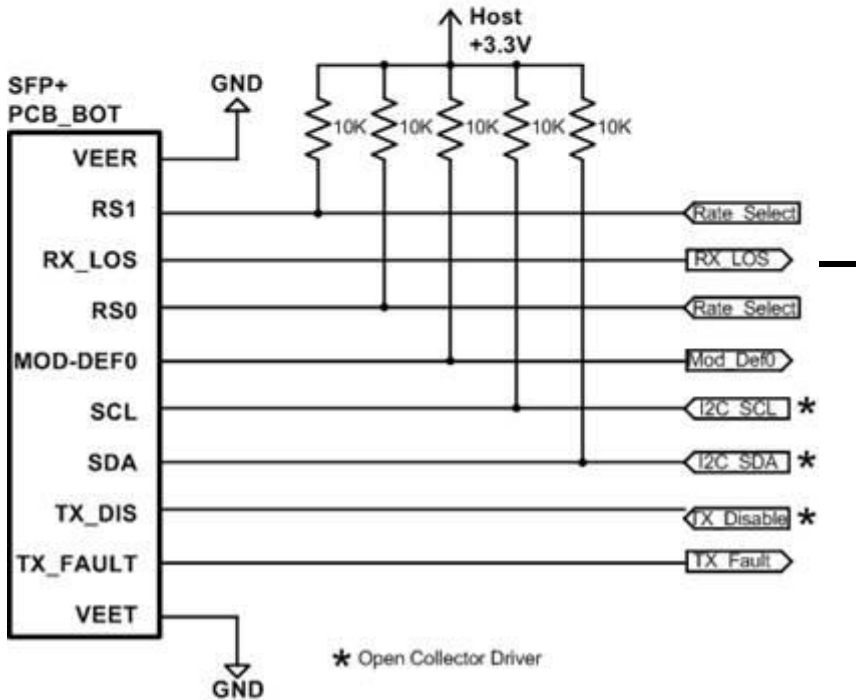 Host
+3.3V
SFP+
PCB_BOT
GND
10K 10K 10K 10K 10K
VEER
RS1 Rate_Select
RX_LOS RX_LOS
RS0 Rate_Select
MOD-DEF0 Mod_Def0
SCL I2C_SCL *
SDA I2C_SDA *
TX_DIS TX_Disable *
TX_FAULT TX_Fault
VEET
* Open Collector Driver
GND